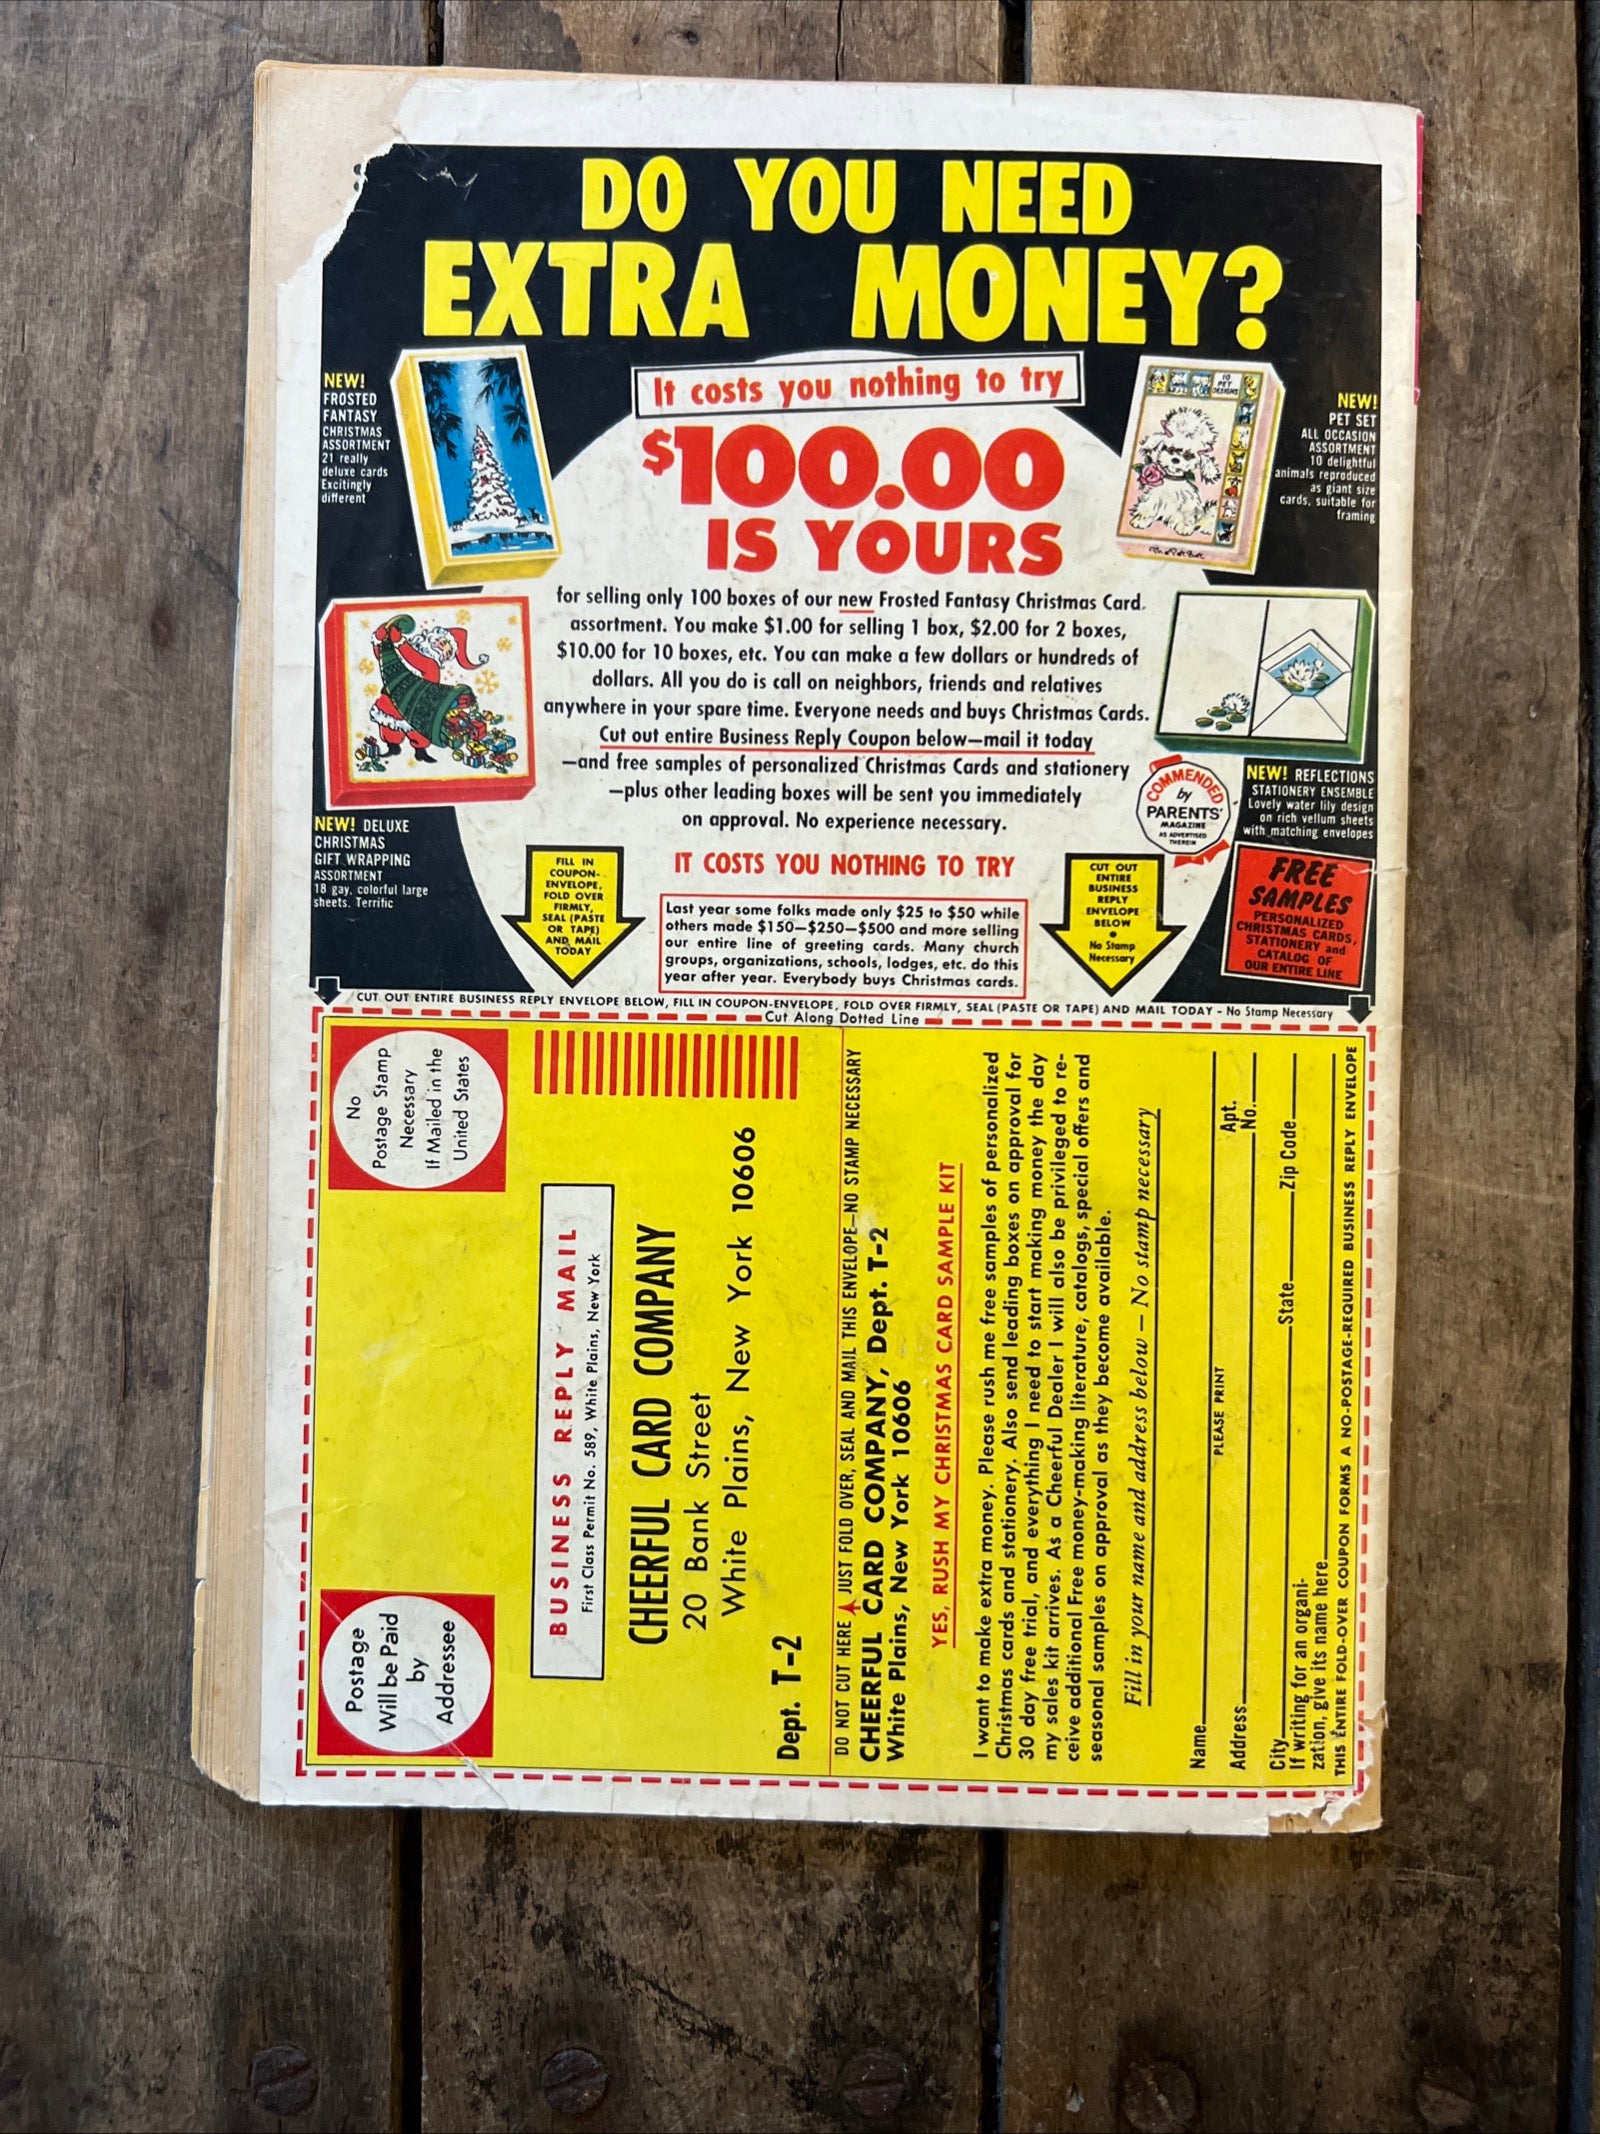 DO YOU NEED
EXTRA MONEY?
NEW!
FROSTED
FANTASY
CHRISTMAS
ASSORTMENT
21 really
deluxe cards
Excitingly
different
It costs you nothing to try
$100.00
IS YOURS
10
PET
DESIGNS
NEW!
PET SET
ALL OCCASION
ASSORTMENT
10 delightful
animals reproduced
as giant size
cards, suitable for
framing
for selling only 100 boxes of our new Frosted Fantasy Christmas Card.
assortment. You make $1.00 for selling 1 box, $2.00 for 2 boxes,
$10.00 for 10 boxes, etc. You can make a few dollars or hundreds of
dollars. All you do is call on neighbors, friends and relatives
anywhere in your spare time. Everyone needs and buys Christmas Cards.
Cut out entire Business Reply Coupon below—mail it today
—and free samples of personalized Christmas Cards and stationery
—plus other leading boxes will be sent you immediately
on approval. No experience necessary.
NEW! DELUXE
CHRISTMAS
GIFT WRAPPING
ASSORTMENT
18 gay, colorful large
sheets. Terrific
COMMENDED
by
PARENTS'
MAGAZINE
AS ADVERTISED
THEREIN
NEW! REFLECTIONS
STATIONERY ENSEMBLE
Lovely water lily design
on rich vellum sheets
with matching envelopes
FILL IN
COUPON-
ENVELOPE,
FOLD OVER
FIRMLY,
SEAL (PASTE
OR TAPE)
AND MAIL
TODAY
IT COSTS YOU NOTHING TO TRY
Last year some folks made only $25 to $50 while
others made $150—$250—$500 and more selling
our entire line of greeting cards. Many church
groups, organizations, schools, lodges, etc. do this
year after year. Everybody buys Christmas cards.
CUT OUT
ENTIRE
BUSINESS
REPLY
ENVELOPE
BELOW
•
No Stamp
Necessary
FREE
SAMPLES
PERSONALIZED
CHRISTMAS CARDS,
STATIONERY and
CATALOG OF
OUR ENTIRE LINE
CUT OUT ENTIRE BUSINESS REPLY ENVELOPE BELOW, FILL IN COUPON-ENVELOPE, FOLD OVER FIRMLY, SEAL (PASTE OR TAPE) AND MAIL TODAY - No Stamp Necessary
Cut Along Dotted Line
Postage
Will be Paid
by
Addressee
No
Postage Stamp
Necessary
If Mailed in the
United States
BUSINESS REPLY MAIL
First Class Permit No. 589, White Plains, New York
CHEERFUL CARD COMPANY
20 Bank Street
White Plains, New York 10606
Dept. T-2
DO NOT CUT HERE JUST FOLD OVER, SEAL AND MAIL THIS ENVELOPE—NO STAMP NECESSARY
CHEERFUL CARD COMPANY, Dept. T-2
White Plains, New York 10606
YES, RUSH MY CHRISTMAS CARD SAMPLE KIT
I want to make extra money. Please rush me free samples of personalized
Christmas cards and stationery. Also send leading boxes on approval for
30 day free trial, and everything I need to start making money the day
my sales kit arrives. As a Cheerful Dealer I will also be privileged to re-
ceive additional Free money-making literature, catalogs, special offers and
seasonal samples on approval as they become available.
Fill in your name and address below — No stamp necessary
Name
PLEASE PRINT
Address Apt. No.
City State Zip Code
If writing for an organi-
zation, give its name here
THIS ENTIRE FOLD-OVER COUPON FORMS A NO-POSTAGE-REQUIRED BUSINESS REPLY ENVELOPE